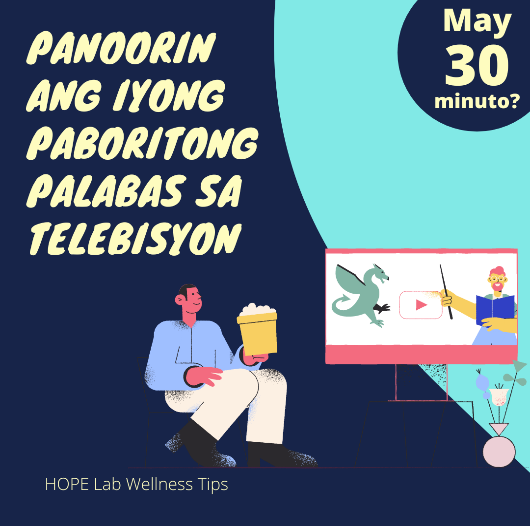 PANOORIN
ANG IYONG
PABORITONG
PALABAS SA
TELEBISYON
May
30
minuto?
HOPE Lab Wellness Tips